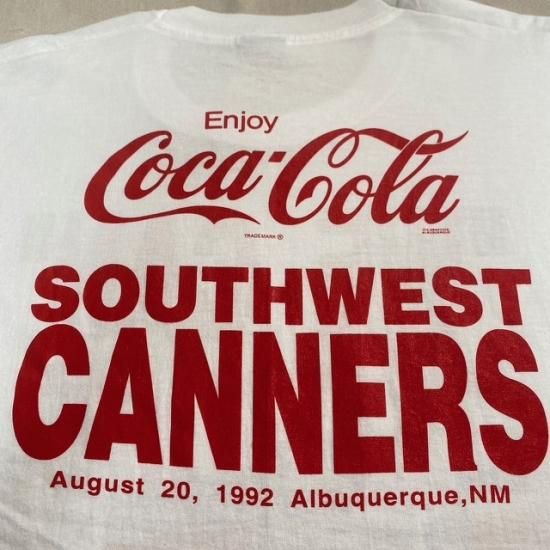 Enjoy
Coca-Cola
TRADEMARK ®
SOUTHWEST
CANNERS
August 20, 1992 Albuquerque,NM